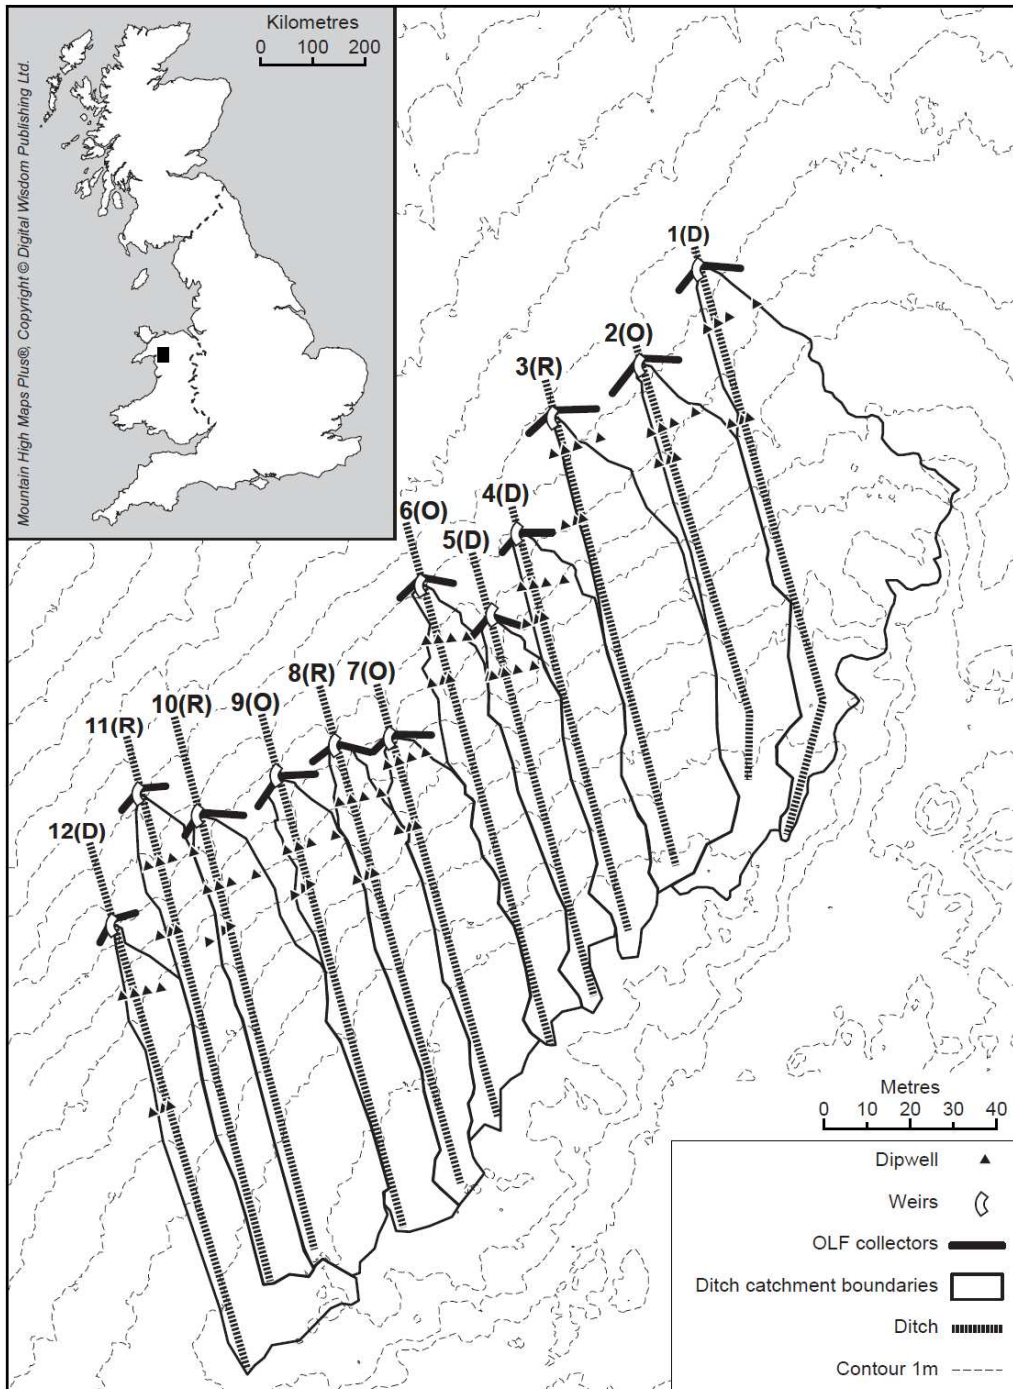 Kilometres
0 100 200
Mountain High Maps Plus®, Copyright © Digital Wisdom Publishing Ltd.
1(D)
2(O)
3(R)
4(D)
6(O)
5(D)
7(O)
8(R)
9(O)
10(R)
11(R)
12(D)
Metres
0 10 20 30 40
Dipwell
Weirs
OLF collectors
Ditch catchment boundaries
Ditch
Contour 1m